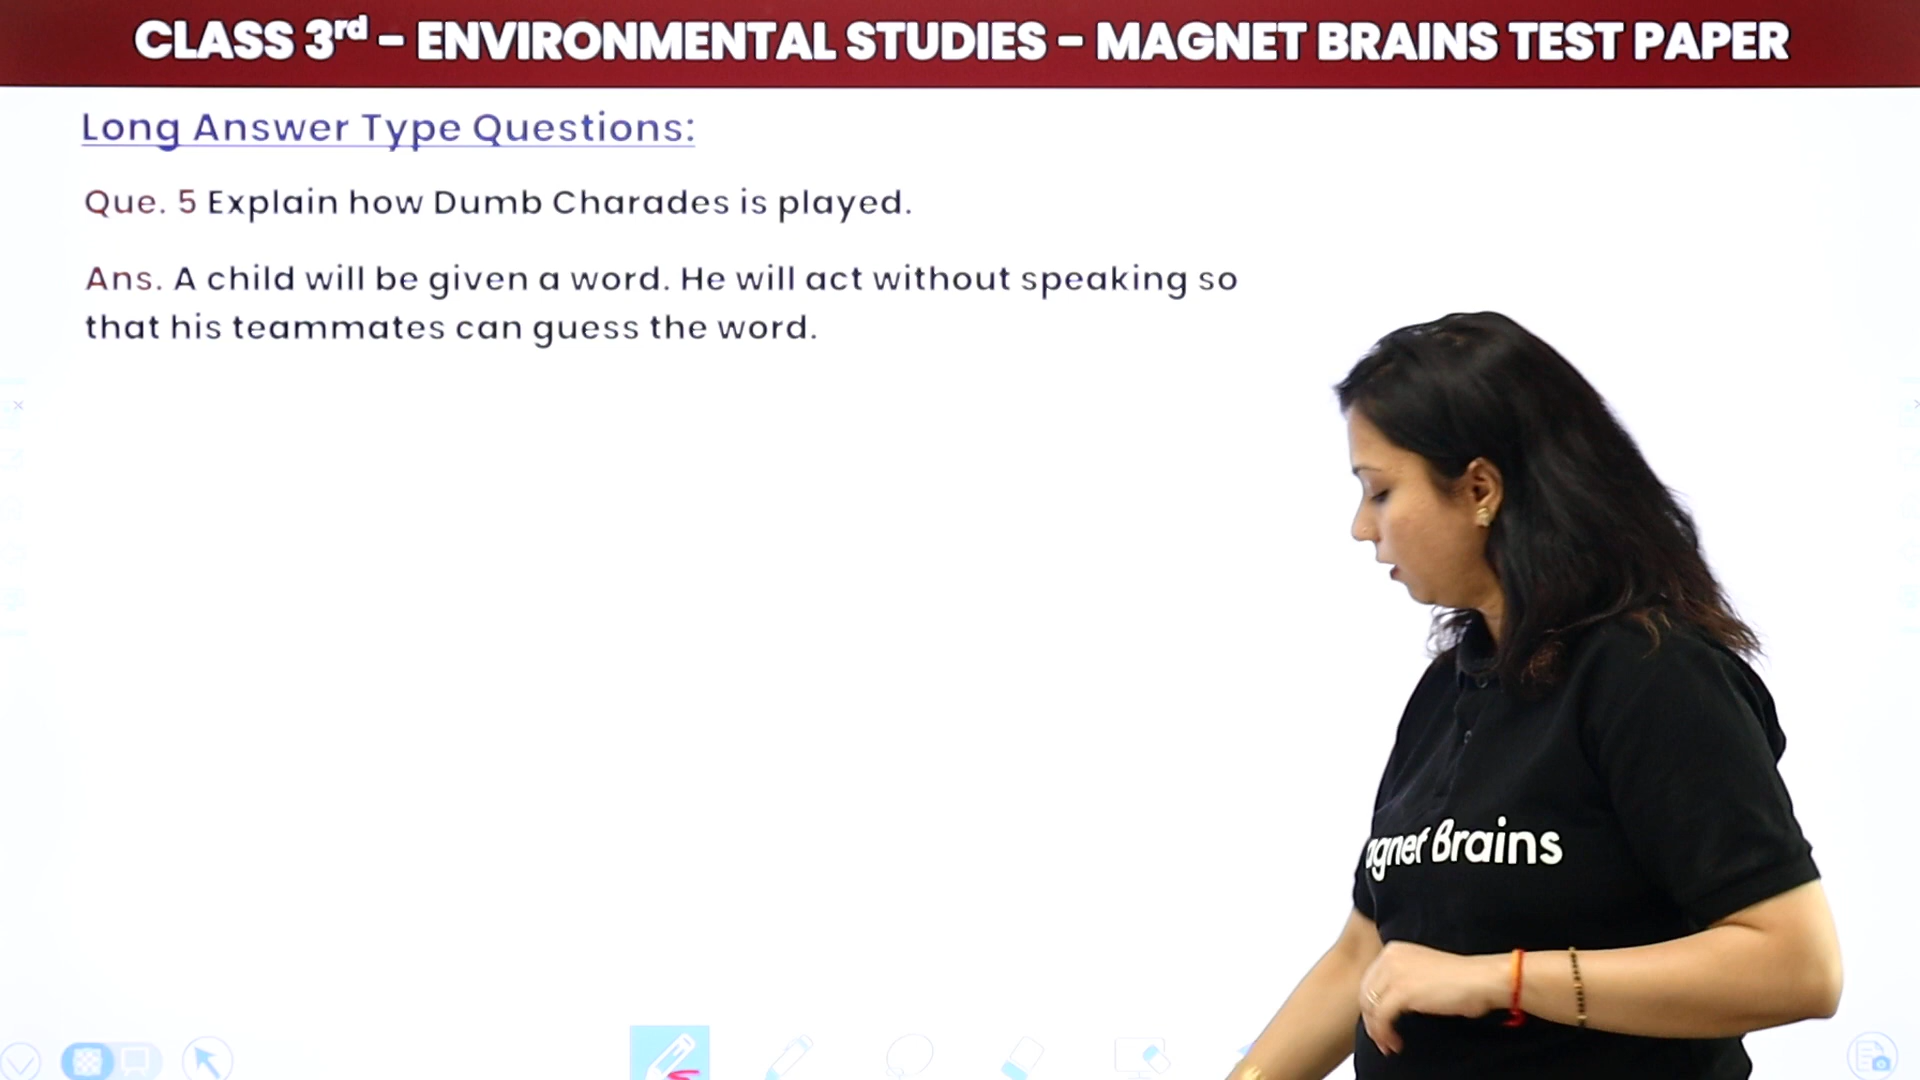 CLASS 3rd - ENVIRONMENTAL STUDIES - MAGNET BRAINS TEST PAPER
Long Answer Type Questions:
Que. 5 Explain how Dumb Charades is played.
Ans. A child will be given a word. He will act without speaking so
that his teammates can guess the word.
agnet Brains